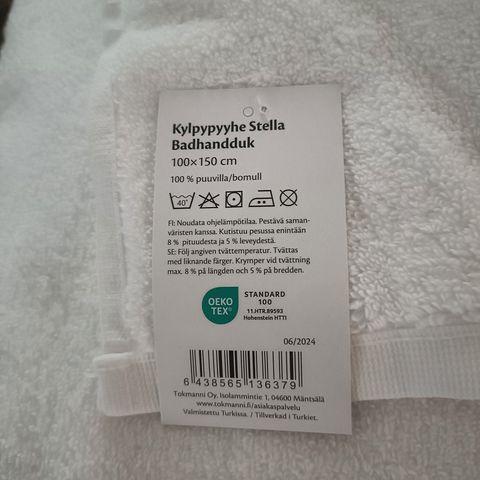 Kylpypyyhe Stella
Badhandduk
100×150 cm
100 % puuvilla/bomull
40°
FI: Noudata ohjelämpötilaa. Pestävä saman-
väristen kanssa. Kutistuu pesussa enintään
8 % pituudesta ja 5 % leveydestä.
SE: Följ angiven tvättemperatur. Tvättas
med liknande färger. Krymper vid tvättning
max. 8 % på längden och 5 % på bredden.
OEKO
TEX®
STANDARD
100
11.HTR.89593
Hohenstein HTTI
06/2024
6 438565 136379
Tokmanni Oy, Isolammintie 1, 04600 Mäntsälä
www.tokmanni.fi/asiakaspalvelu
Valmistettu Turkissa. / Tillverkad i Turkiet.